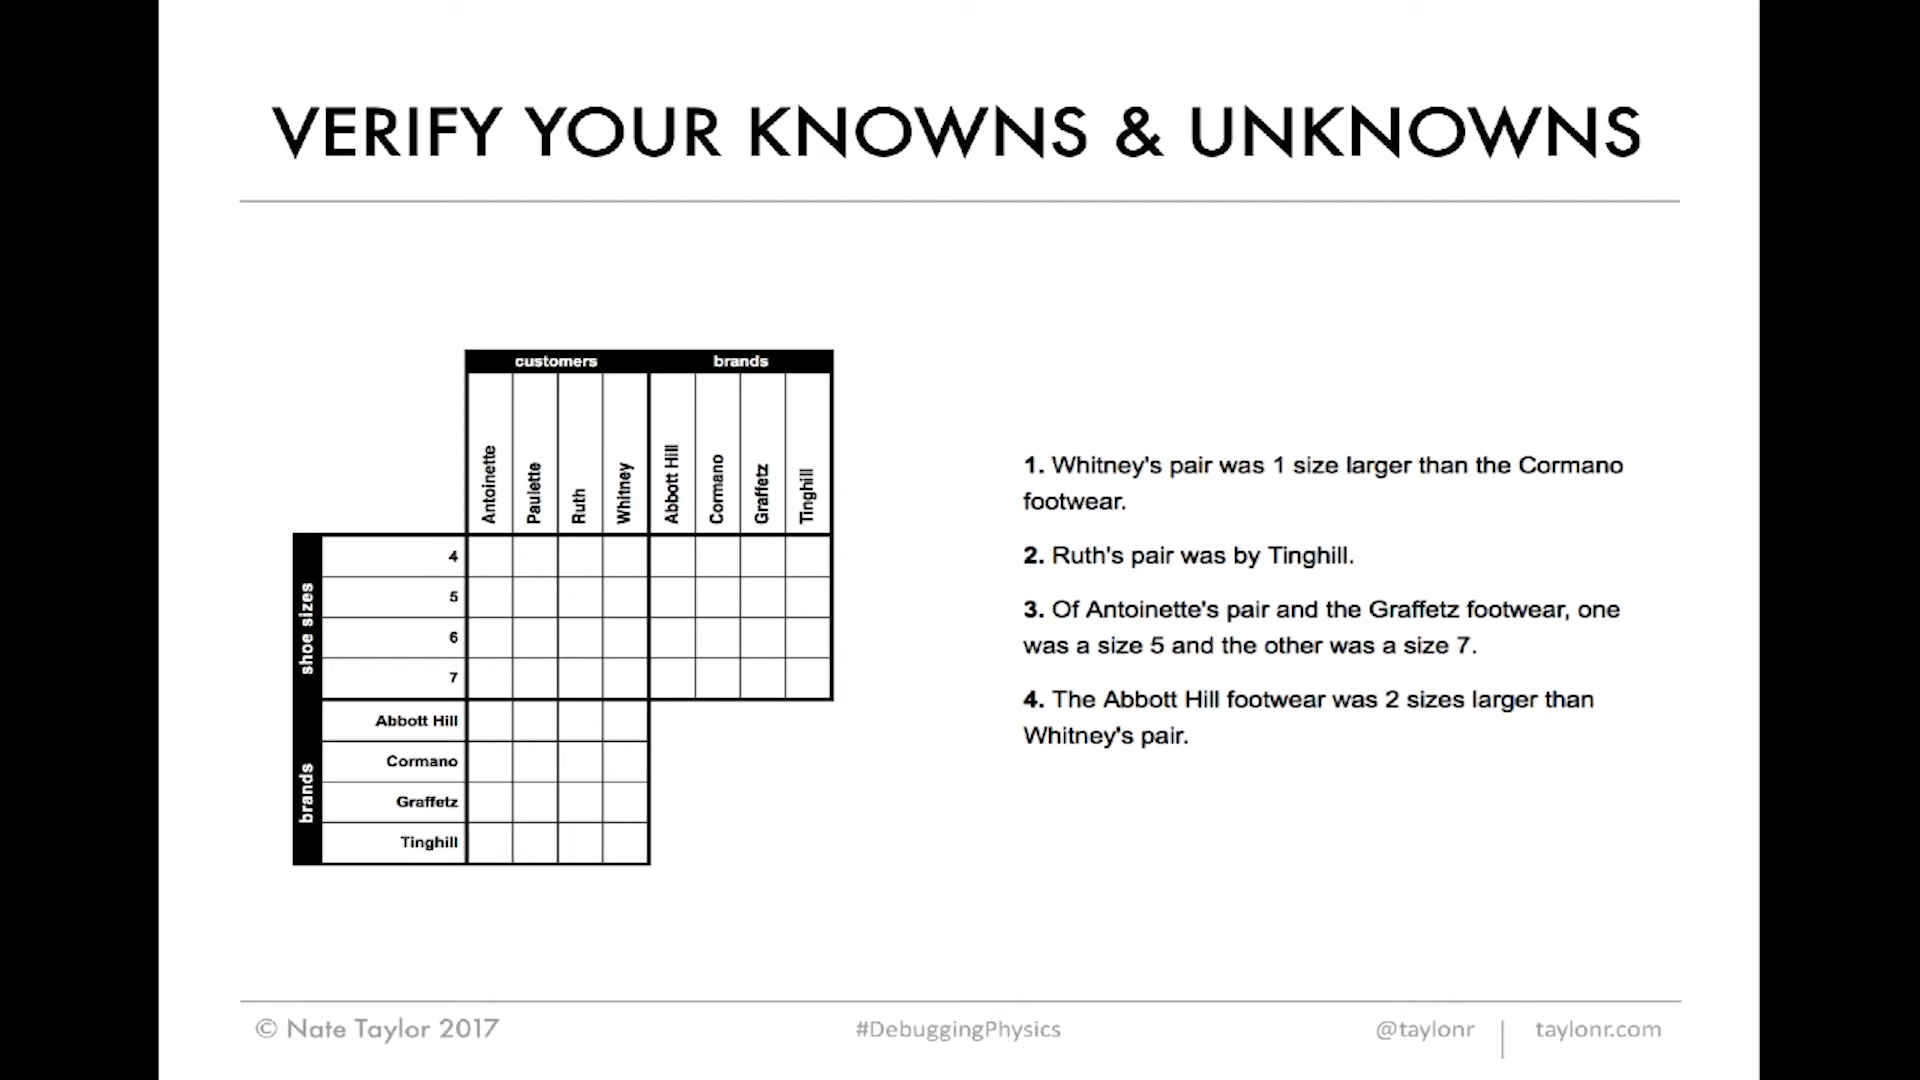 VERIFY YOUR KNOWNS & UNKNOWNS
customers brands
Antoinette Paulette Ruth Whitney Abbott Hill Cormano Graffetz Tinghill
shoe sizes
4
5
6
7
brands
Abbott Hill
Cormano
Graffetz
Tinghill
1. Whitney's pair was 1 size larger than the Cormano
footwear.
2. Ruth's pair was by Tinghill.
3. Of Antoinette's pair and the Graffetz footwear, one
was a size 5 and the other was a size 7.
4. The Abbott Hill footwear was 2 sizes larger than
Whitney's pair.
© Nate Taylor 2017 #DebuggingPhysics @taylonr | taylonr.com